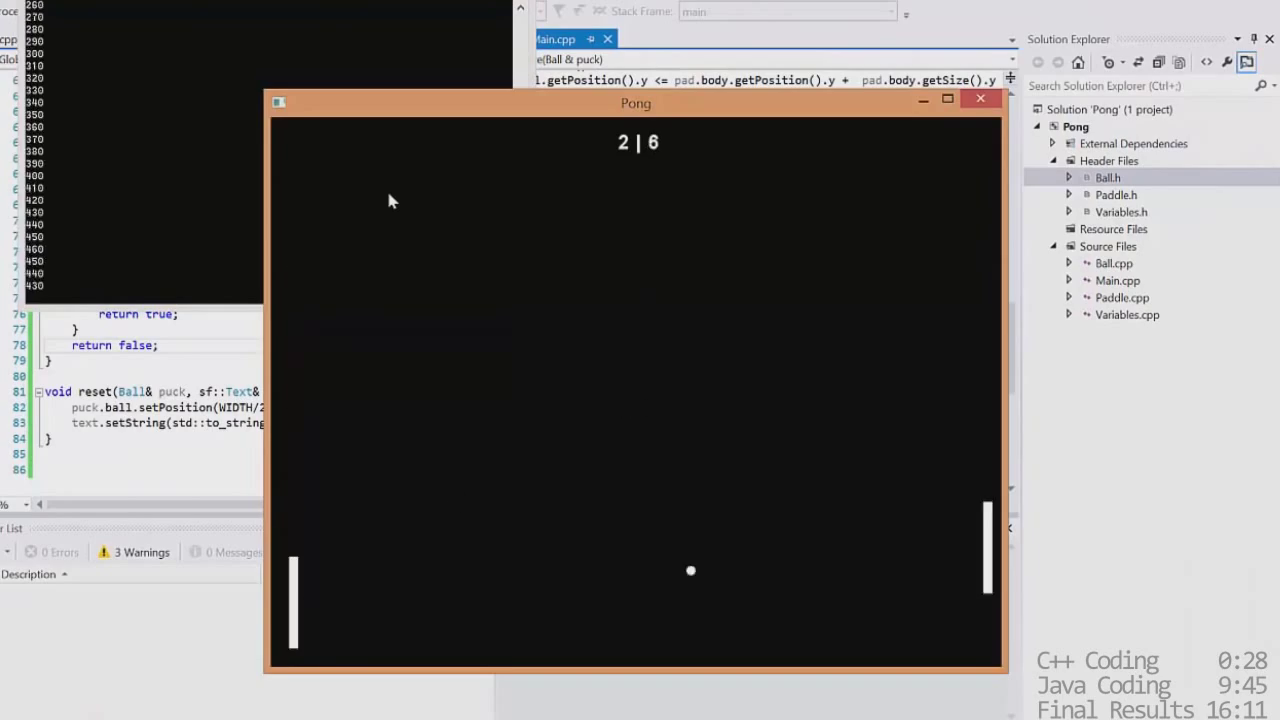 260
270
280
290
300
310
320
330
340
350
360
370
380
390
400
410
420
430
440
450
460
450
440
430
Stack Frame: main
Main.cpp
e(Ball & puck)
l.getPosition().y <= pad.body.getPosition().y + pad.body.getSize().y
Pong
2 | 6
76 return true;
77 }
78 return false;
79 }
80
81 void reset(Ball& puck, sf::Text&
82 puck.ball.setPosition(WIDTH/2
83 text.setString(std::to_string
84 }
85
86
%
r List
0 Errors 3 Warnings 0 Messages
Description
Solution Explorer
Search Solution Explorer (Ctrl+;)
Solution 'Pong' (1 project)
Pong
External Dependencies
Header Files
Ball.h
Paddle.h
Variables.h
Resource Files
Source Files
Ball.cpp
Main.cpp
Paddle.cpp
Variables.cpp
C++ Coding 0:28
Java Coding 9:45
Final Results 16:11